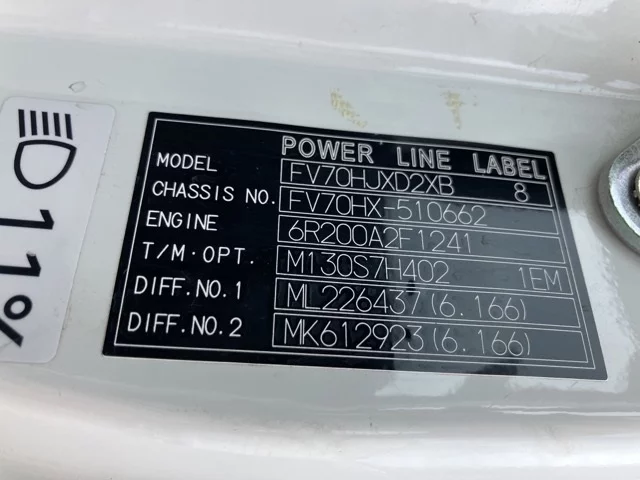 POWER LINE LABEL
MODEL FV70HJXD2XB 8
CHASSIS NO. FV70HX-510662
ENGINE 6R200A2F1241
T/M·OPT. M130S7H402 1EM
DIFF.NO.1 ML226437(6.166)
DIFF.NO.2 MK612923(6.166)
11%